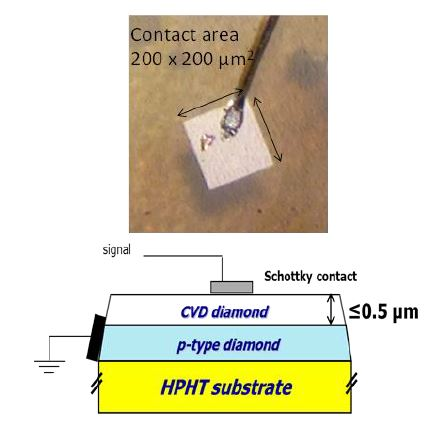 Contact area
200 x 200 μm²
signal
Schottky contact
CVD diamond
≤0.5 μm
p-type diamond
HPHT substrate